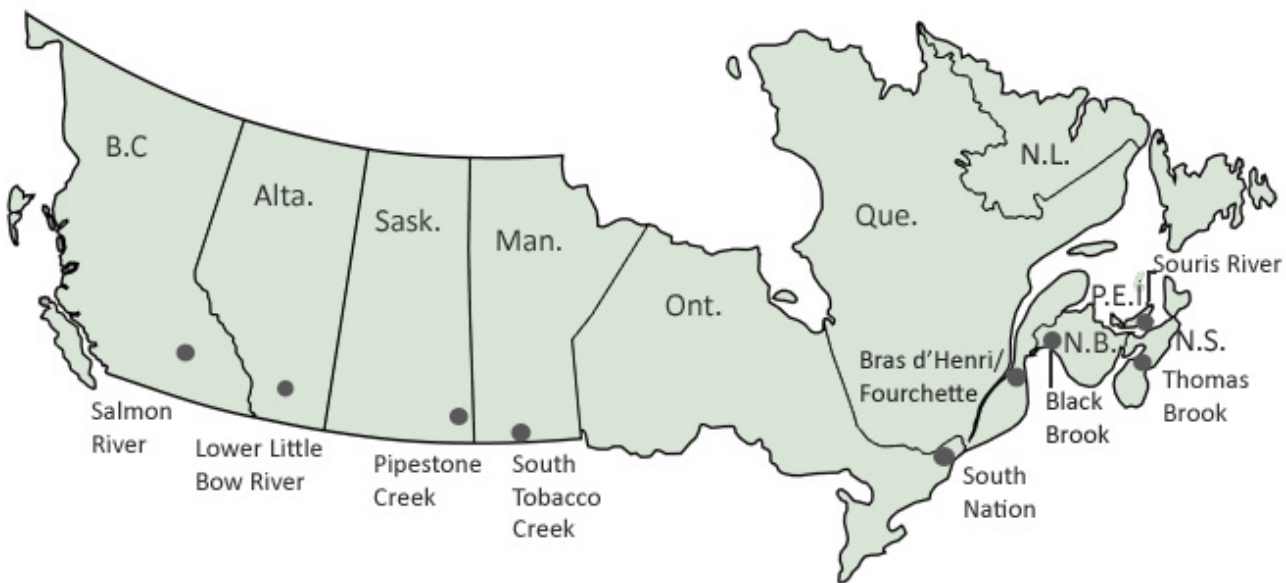 B.C
Alta.
Sask.
Man.
Ont.
Que.
N.L.
P.E.I.
N.B.
N.S.
Salmon
River
Lower Little
Bow River
Pipestone
Creek
South
Tobacco
Creek
South
Nation
Bras d'Henri/
Fourchette
Black
Brook
Souris River
Thomas
Brook